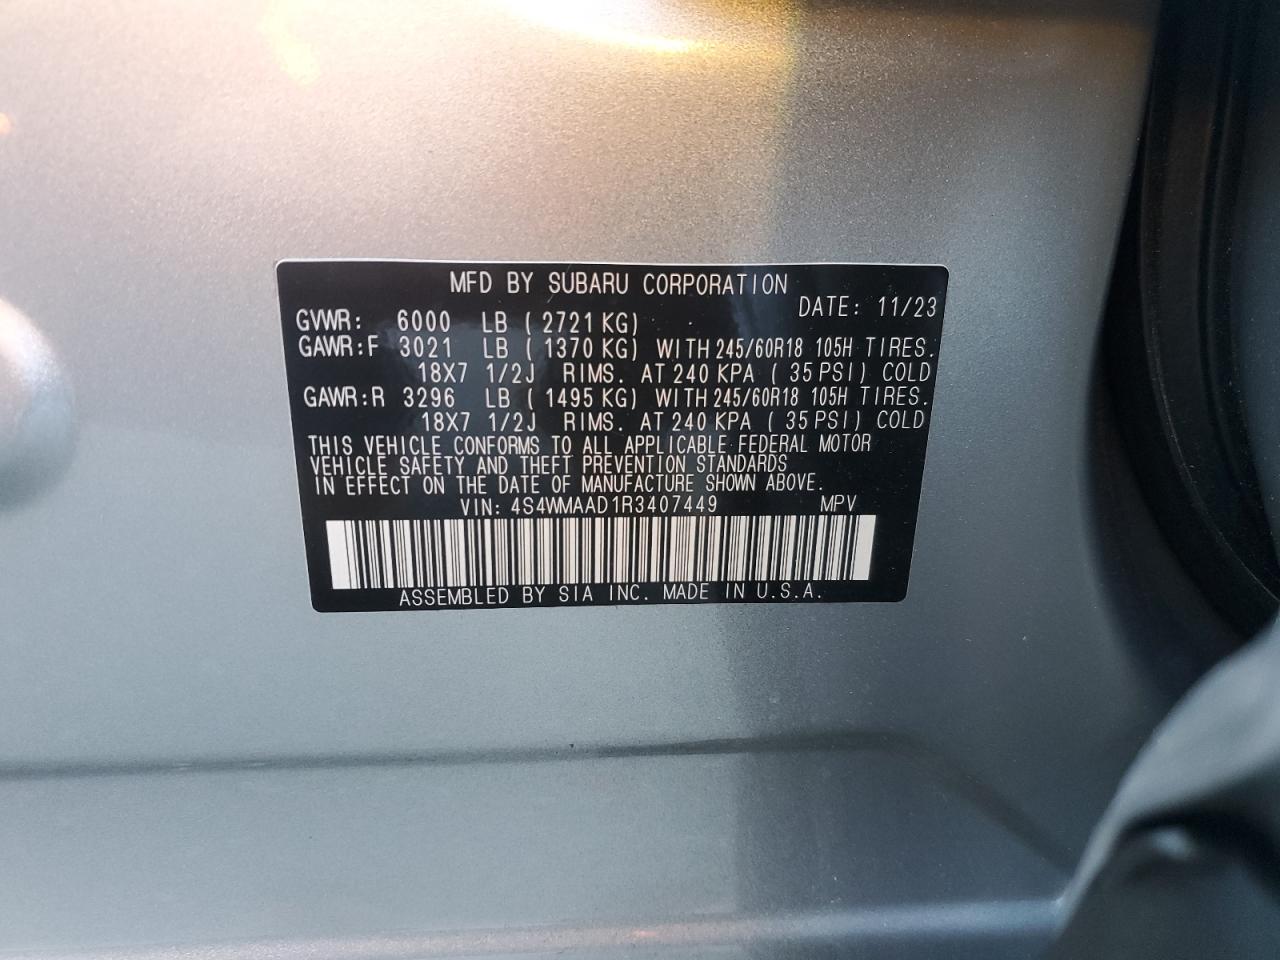 MFD BY SUBARU CORPORATION
DATE: 11/23
GVWR: 6000 LB ( 2721 KG)
GAWR:F 3021 LB ( 1370 KG) WITH 245/60R18 105H TIRES.
18X7 1/2J RIMS. AT 240 KPA ( 35 PSI) COLD
GAWR:R 3296 LB ( 1495 KG) WITH 245/60R18 105H TIRES.
18X7 1/2J RIMS. AT 240 KPA ( 35 PSI) COLD
THIS VEHICLE CONFORMS TO ALL APPLICABLE FEDERAL MOTOR
VEHICLE SAFETY AND THEFT PREVENTION STANDARDS
IN EFFECT ON THE DATE OF MANUFACTURE SHOWN ABOVE.
VIN: 4S4WMAAD1R3407449 MPV
ASSEMBLED BY SIA INC. MADE IN U.S.A.